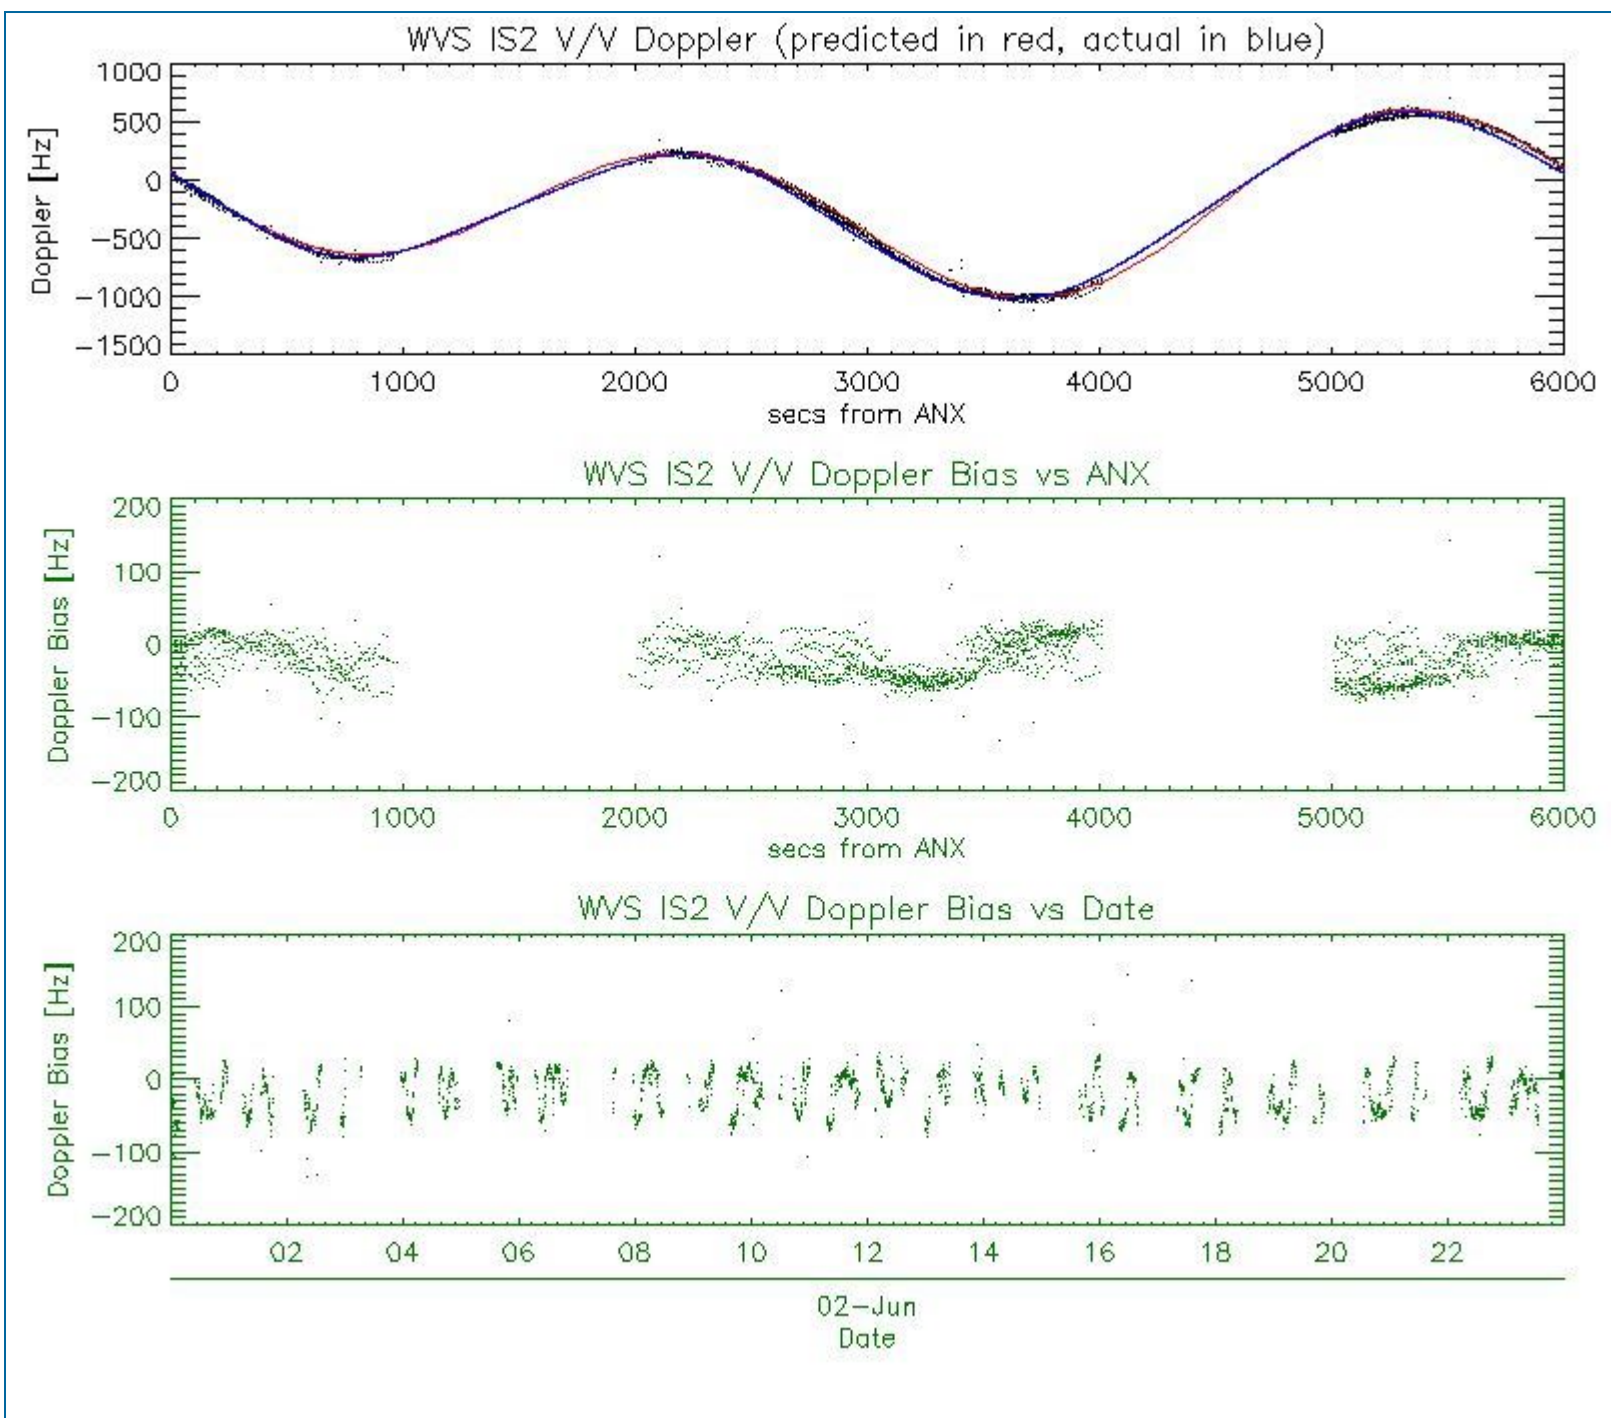 WVS IS2 V/V Doppler (predicted in red, actual in blue)
Doppler [Hz]
1000
500
0
-500
-1000
-1500
0 1000 2000 3000 4000 5000 6000
secs from ANX
WVS IS2 V/V Doppler Bias vs ANX
Doppler Bias [Hz]
200
100
0
-100
-200
0 1000 2000 3000 4000 5000 6000
secs from ANX
WVS IS2 V/V Doppler Bias vs Date
Doppler Bias [Hz]
200
100
0
-100
-200
02 04 06 08 10 12 14 16 18 20 22
02-Jun
Date